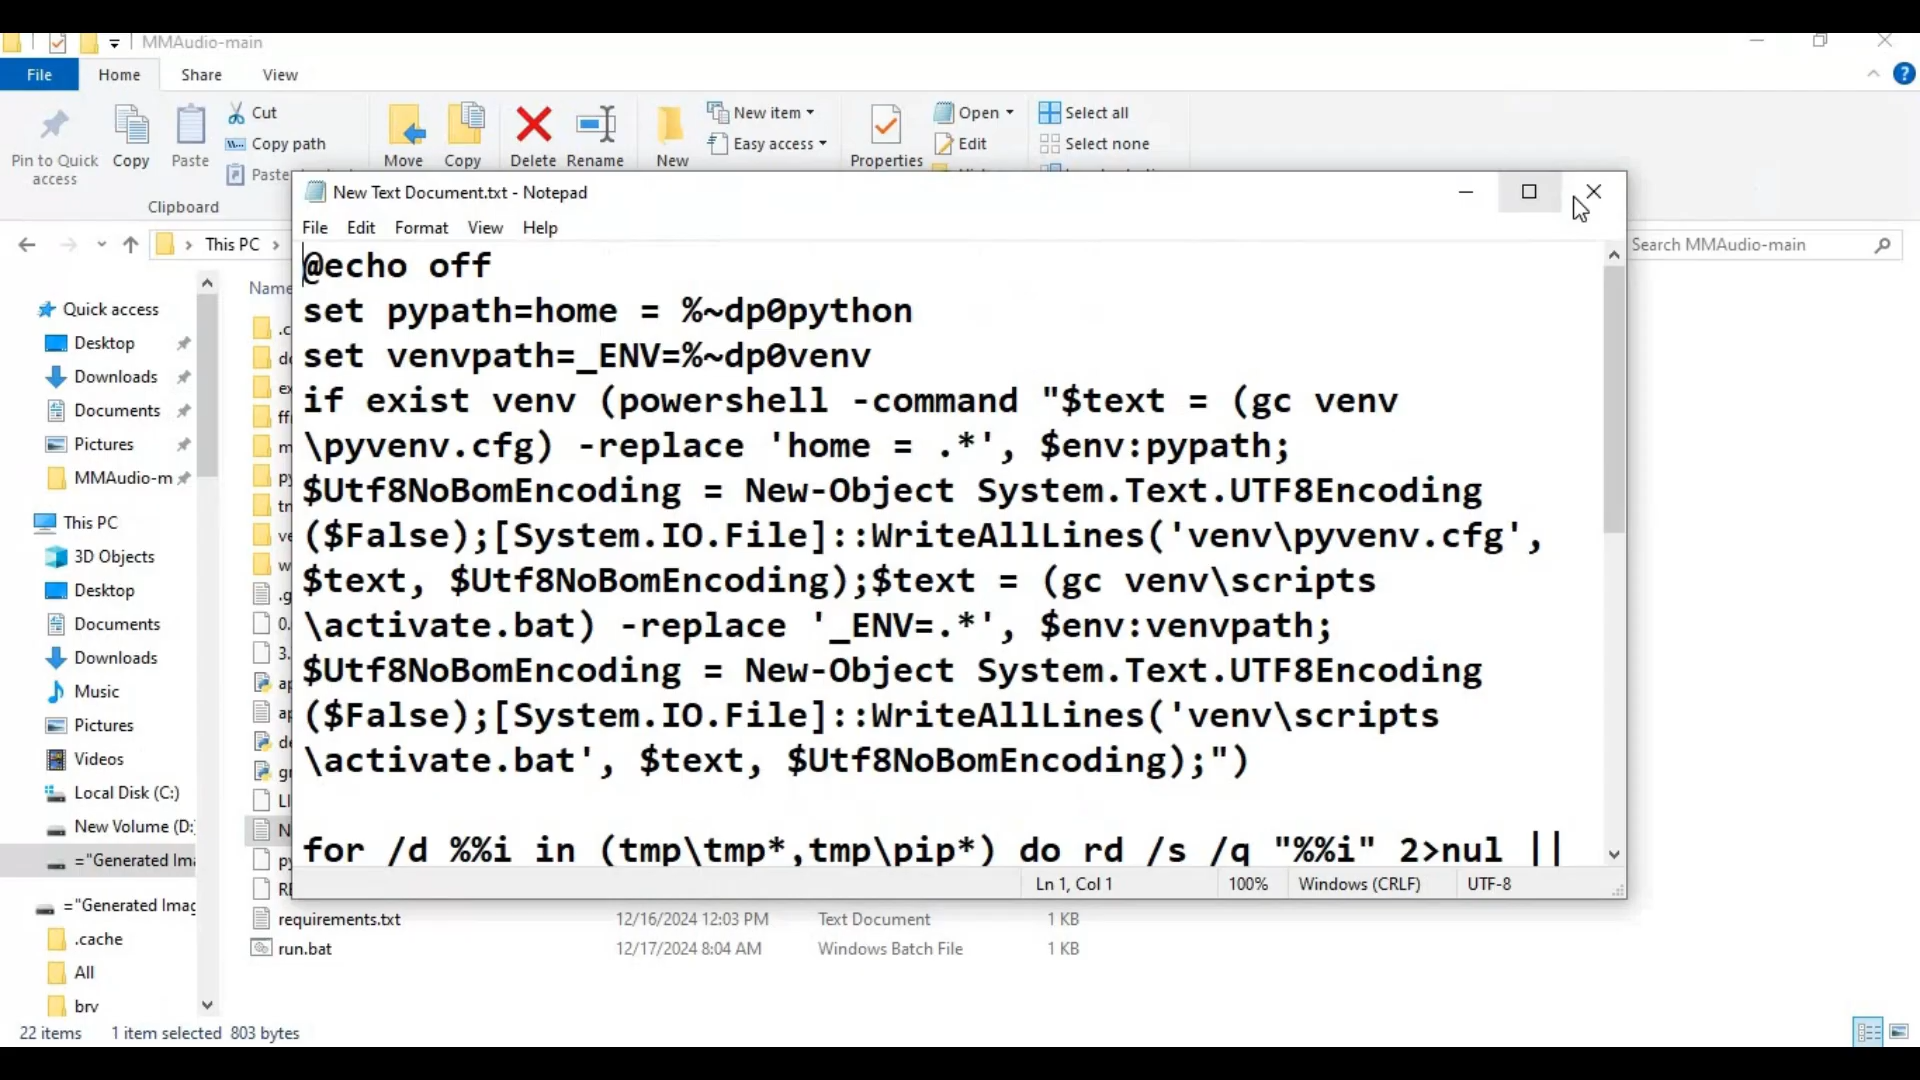 MMAudio-main
File Home Share View
Pin to Quick access
Copy
Paste
Cut
Copy path
Paste
Clipboard
Move
Copy
Delete
Rename
New
New item
Easy access
Properties
Open
Edit
Select all
Select none
New Text Document.txt - Notepad
File Edit Format View Help
This PC
Search MMAudio-main
Name
@echo off
set pypath=home = %~dp0python
set venvpath=_ENV=%~dp0venv
if exist venv (powershell -command "$text = (gc venv
\pyvenv.cfg) -replace 'home = .*', $env:pypath;
$Utf8NoBomEncoding = New-Object System.Text.UTF8Encoding
($False);[System.IO.File]::WriteAllLines('venv\pyvenv.cfg',
$text, $Utf8NoBomEncoding);$text = (gc venv\scripts
\activate.bat) -replace '_ENV=.*', $env:venvpath;
$Utf8NoBomEncoding = New-Object System.Text.UTF8Encoding
($False);[System.IO.File]::WriteAllLines('venv\scripts
\activate.bat', $text, $Utf8NoBomEncoding);")
for /d %%i in (tmp\tmp*,tmp\pip*) do rd /s /q "%%i" 2>nul ||
Ln 1, Col 1 100% Windows (CRLF) UTF-8
Quick access
Desktop
Downloads
Documents
Pictures
MMAudio-m
This PC
3D Objects
Desktop
Documents
Downloads
Music
Pictures
Videos
Local Disk (C:)
New Volume (D:
="Generated Ima
="Generated Imag
.cache
All
brv
requirements.txt 12/16/2024 12:03 PM Text Document 1 KB
run.bat 12/17/2024 8:04 AM Windows Batch File 1 KB
22 items 1 item selected 803 bytes